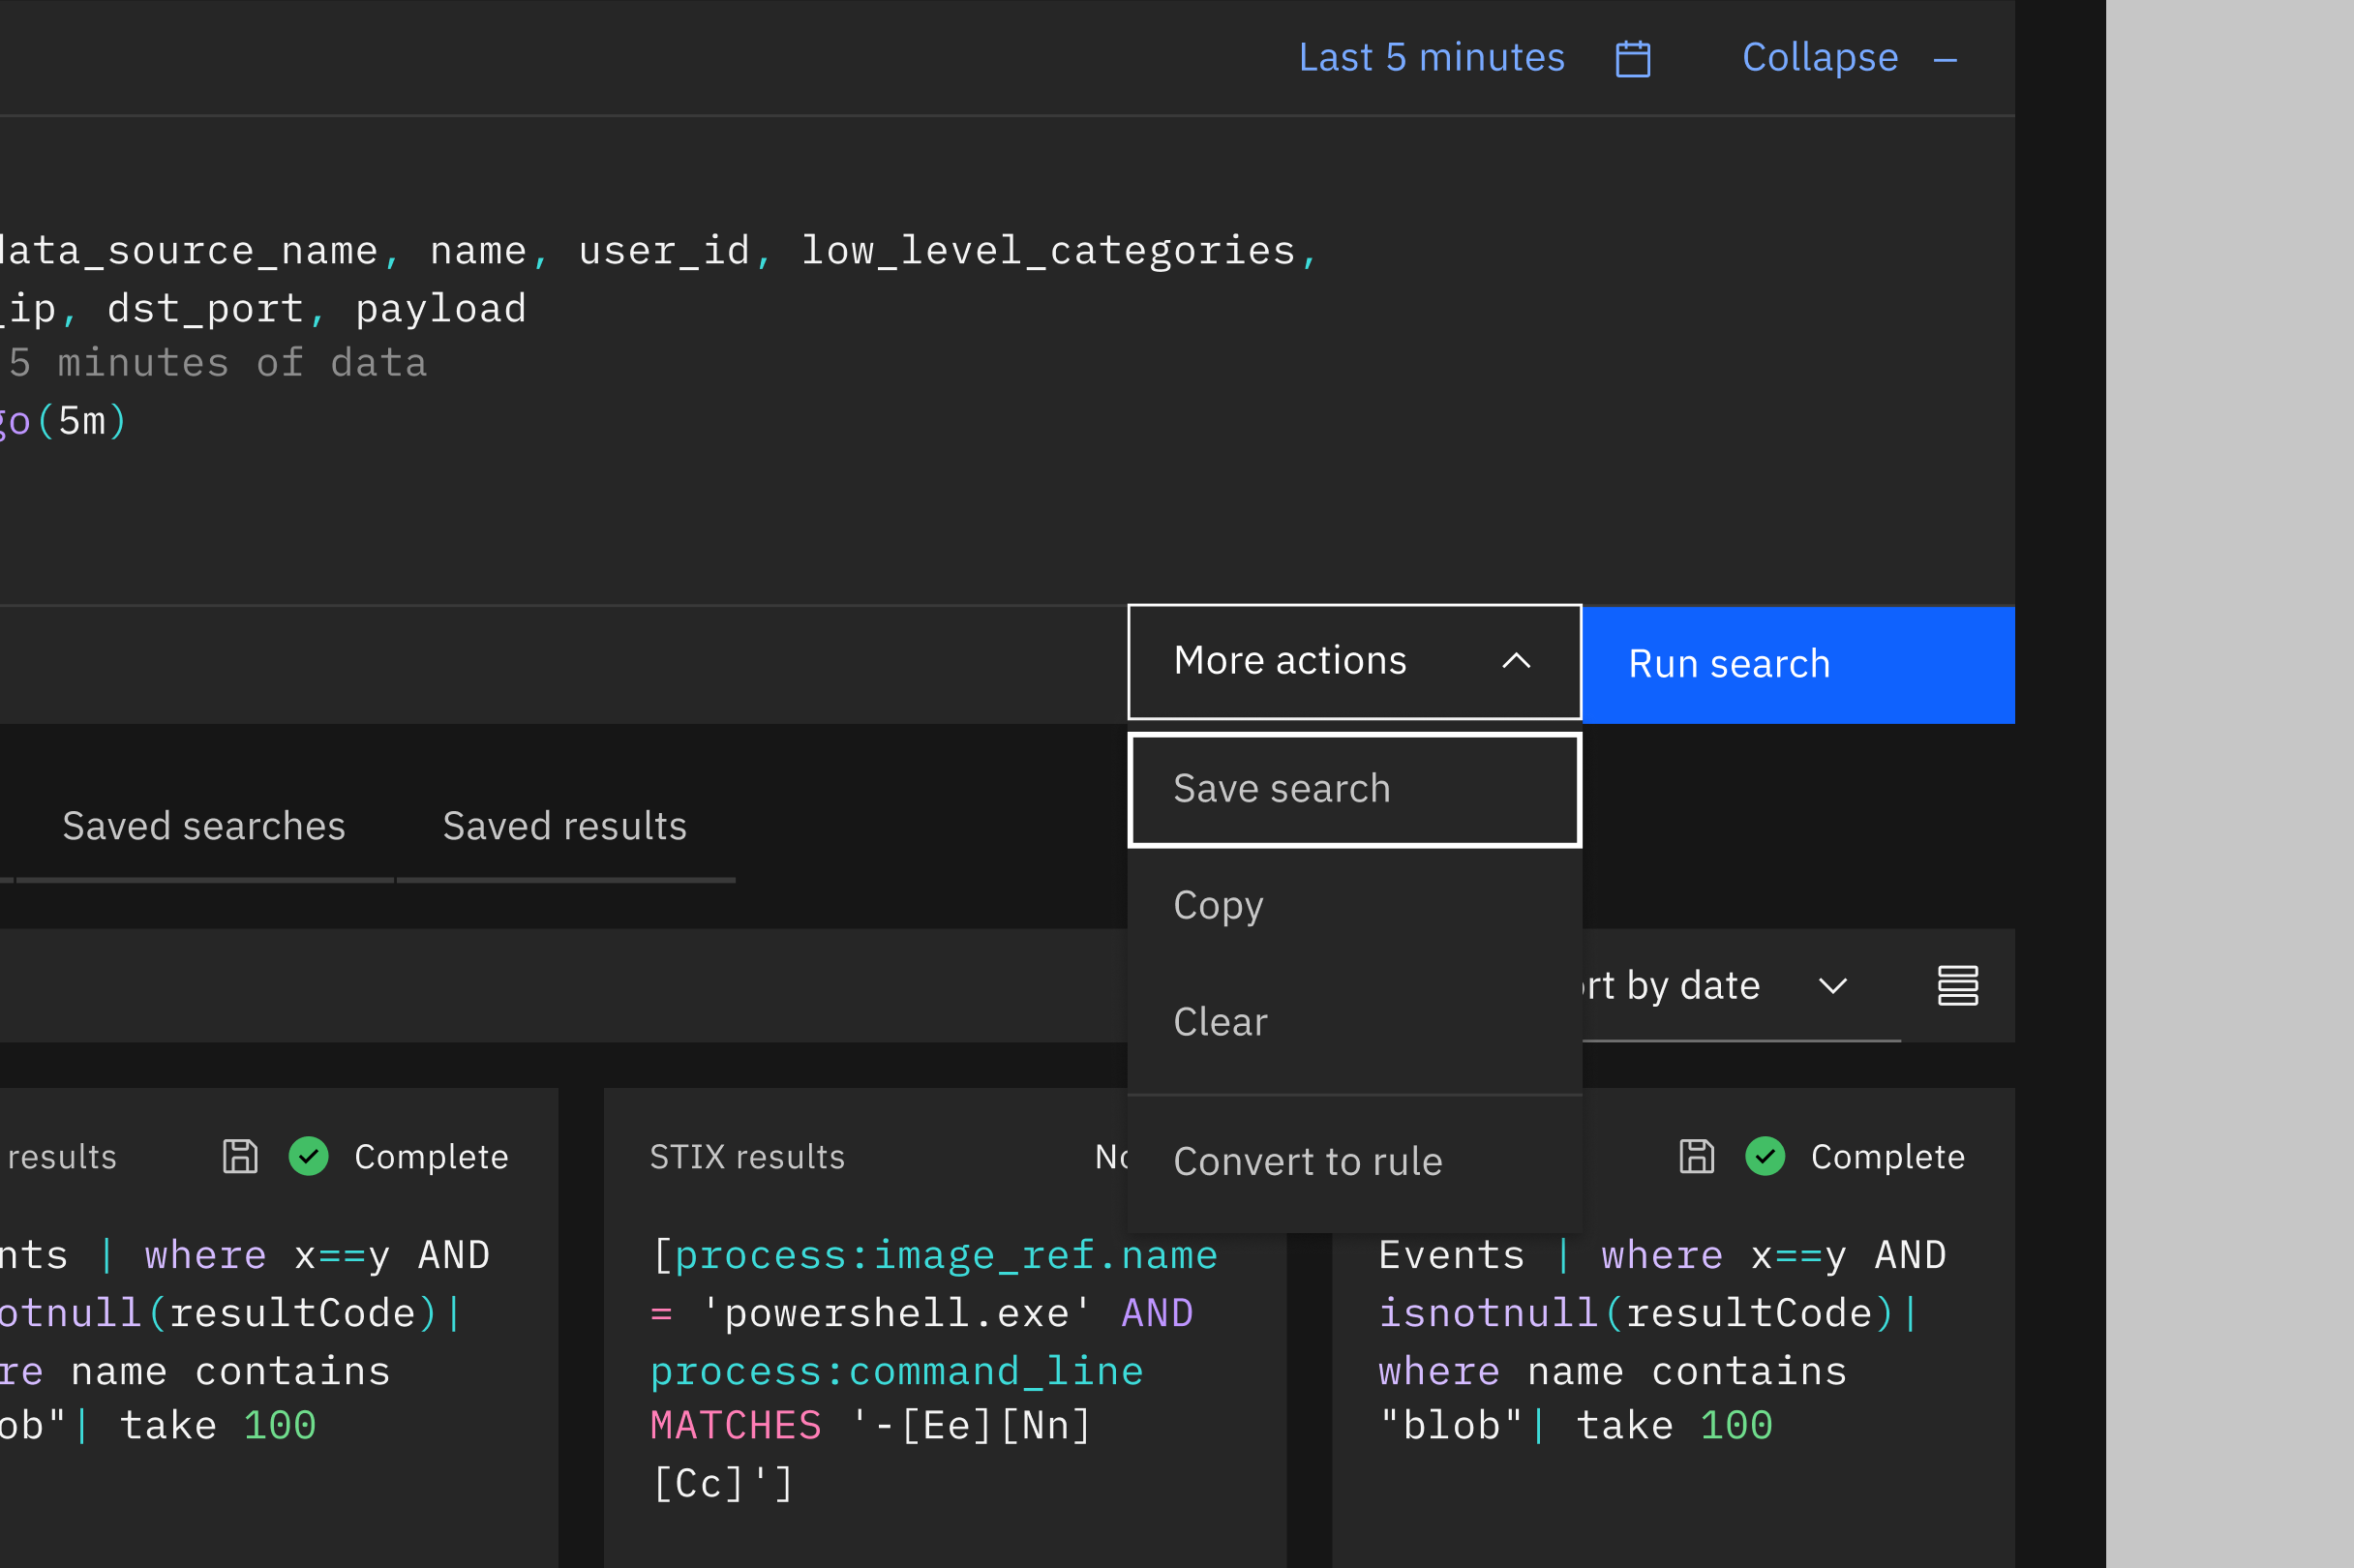 Last 5 minutes Collapse
data_source_name, name, user_id, low_level_categories,
_ip, dst_port, payload
5 minutes of data
go(5m)
More actions
Run search
Save search
Saved searches Saved results
Copy
rt by date
Clear
results Complete
STIX results No
Convert to rule
Complete
nts | where x==y AND
otnull(resultCode)|
re name contains
ob"| take 100
[process:image_ref.name
= 'powershell.exe' AND
process:command_line
MATCHES '-[Ee][Nn]
[Cc]']
Events | where x==y AND
isnotnull(resultCode)|
where name contains
"blob"| take 100